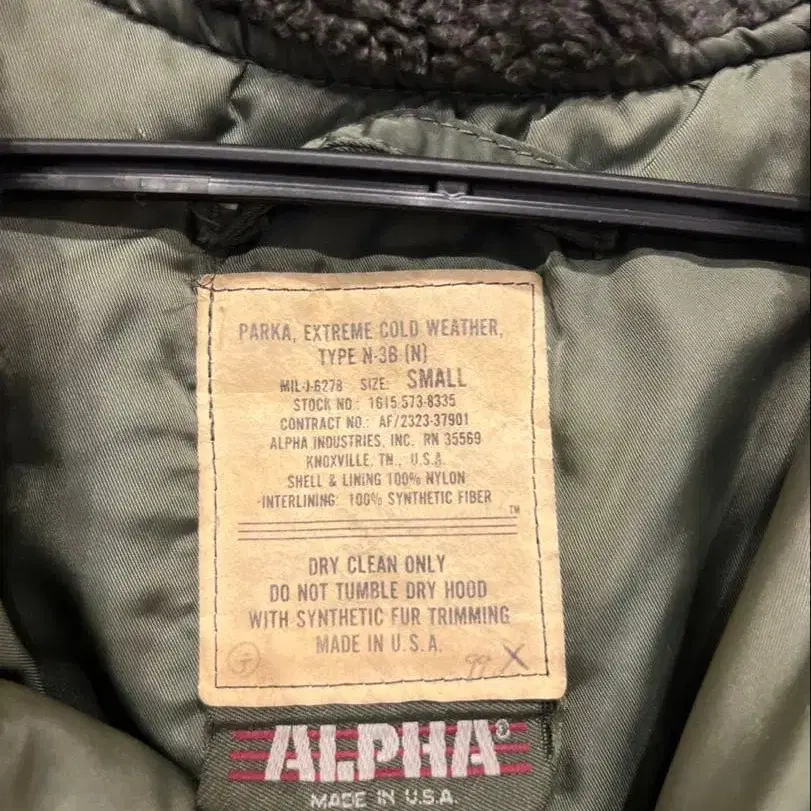 PARKA, EXTREME COLD WEATHER,
TYPE N-3B (N)
MIL-J-6278 SIZE: SMALL
STOCK NO.: 1615 573-8335
CONTRACT NO.: AF/2323-37901
ALPHA INDUSTRIES, INC. RN 35569
KNOXVILLE, TN., U.S.A.
SHELL & LINING 100% NYLON
INTERLINING: 100% SYNTHETIC FIBER
TM
DRY CLEAN ONLY
DO NOT TUMBLE DRY HOOD
WITH SYNTHETIC FUR TRIMMING
MADE IN U.S.A.
99 X
ALPHA®
MADE IN U.S.A.